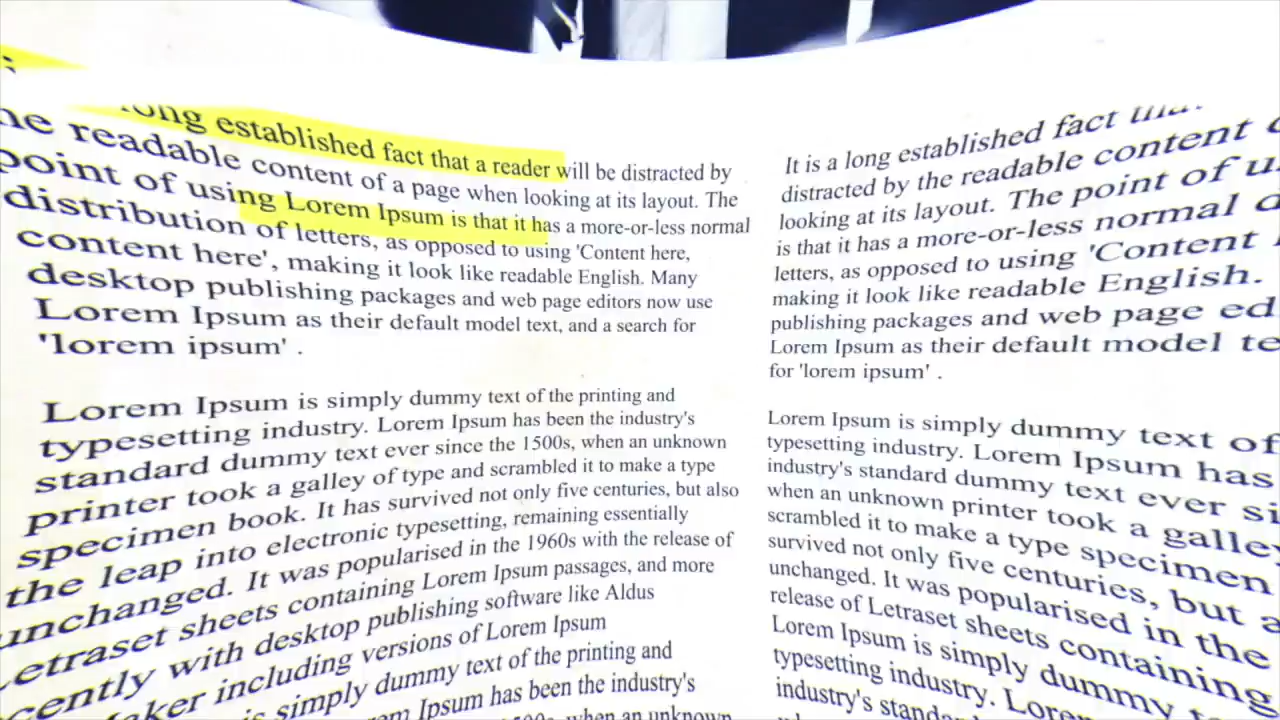 long established fact that a reader will be distracted by
the readable content of a page when looking at its layout. The
point of using Lorem Ipsum is that it has a more-or-less normal
distribution of letters, as opposed to using 'Content here,
content here', making it look like readable English. Many
desktop publishing packages and web page editors now use
Lorem Ipsum as their default model text, and a search for
'lorem ipsum' .
Lorem Ipsum is simply dummy text of the printing and
typesetting industry. Lorem Ipsum has been the industry's
standard dummy text ever since the 1500s, when an unknown
printer took a galley of type and scrambled it to make a type
specimen book. It has survived not only five centuries, but also
the leap into electronic typesetting, remaining essentially
unchanged. It was popularised in the 1960s with the release of
Letraset sheets containing Lorem Ipsum passages, and more
cently with desktop publishing software like Aldus
aker including versions of Lorem Ipsum
is simply dummy text of the printing and
em Ipsum has been the industry's
when an unknown
It is a long established fact that
distracted by the readable content
looking at its layout. The point of
is that it has a more-or-less normal
letters, as opposed to using 'Content
making it look like readable English.
publishing packages and web page ed
Lorem Ipsum as their default model te
for 'lorem ipsum' .
Lorem Ipsum is simply dummy text of
typesetting industry. Lorem Ipsum has
industry's standard dummy text ever si
when an unknown printer took a galley
scrambled it to make a type specimen
survived not only five centuries, but a
unchanged. It was popularised in the
release of Letraset sheets containing
Lorem Ipsum is simply dummy t
typesetting industry. Lore
industry's standa